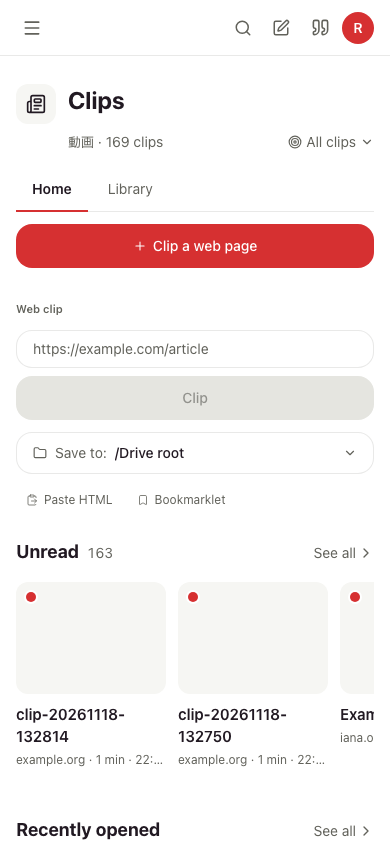 R
Clips
動画 · 169 clips
All clips
Home
Library
+ Clip a web page
Web clip
https://example.com/article
Clip
Save to: /Drive root
Paste HTML
Bookmarklet
Unread 163
See all
clip-20261118-
132814
example.org · 1 min · 22:...
clip-20261118-
132750
example.org · 1 min · 22:...
Exam
iana.o
Recently opened
See all